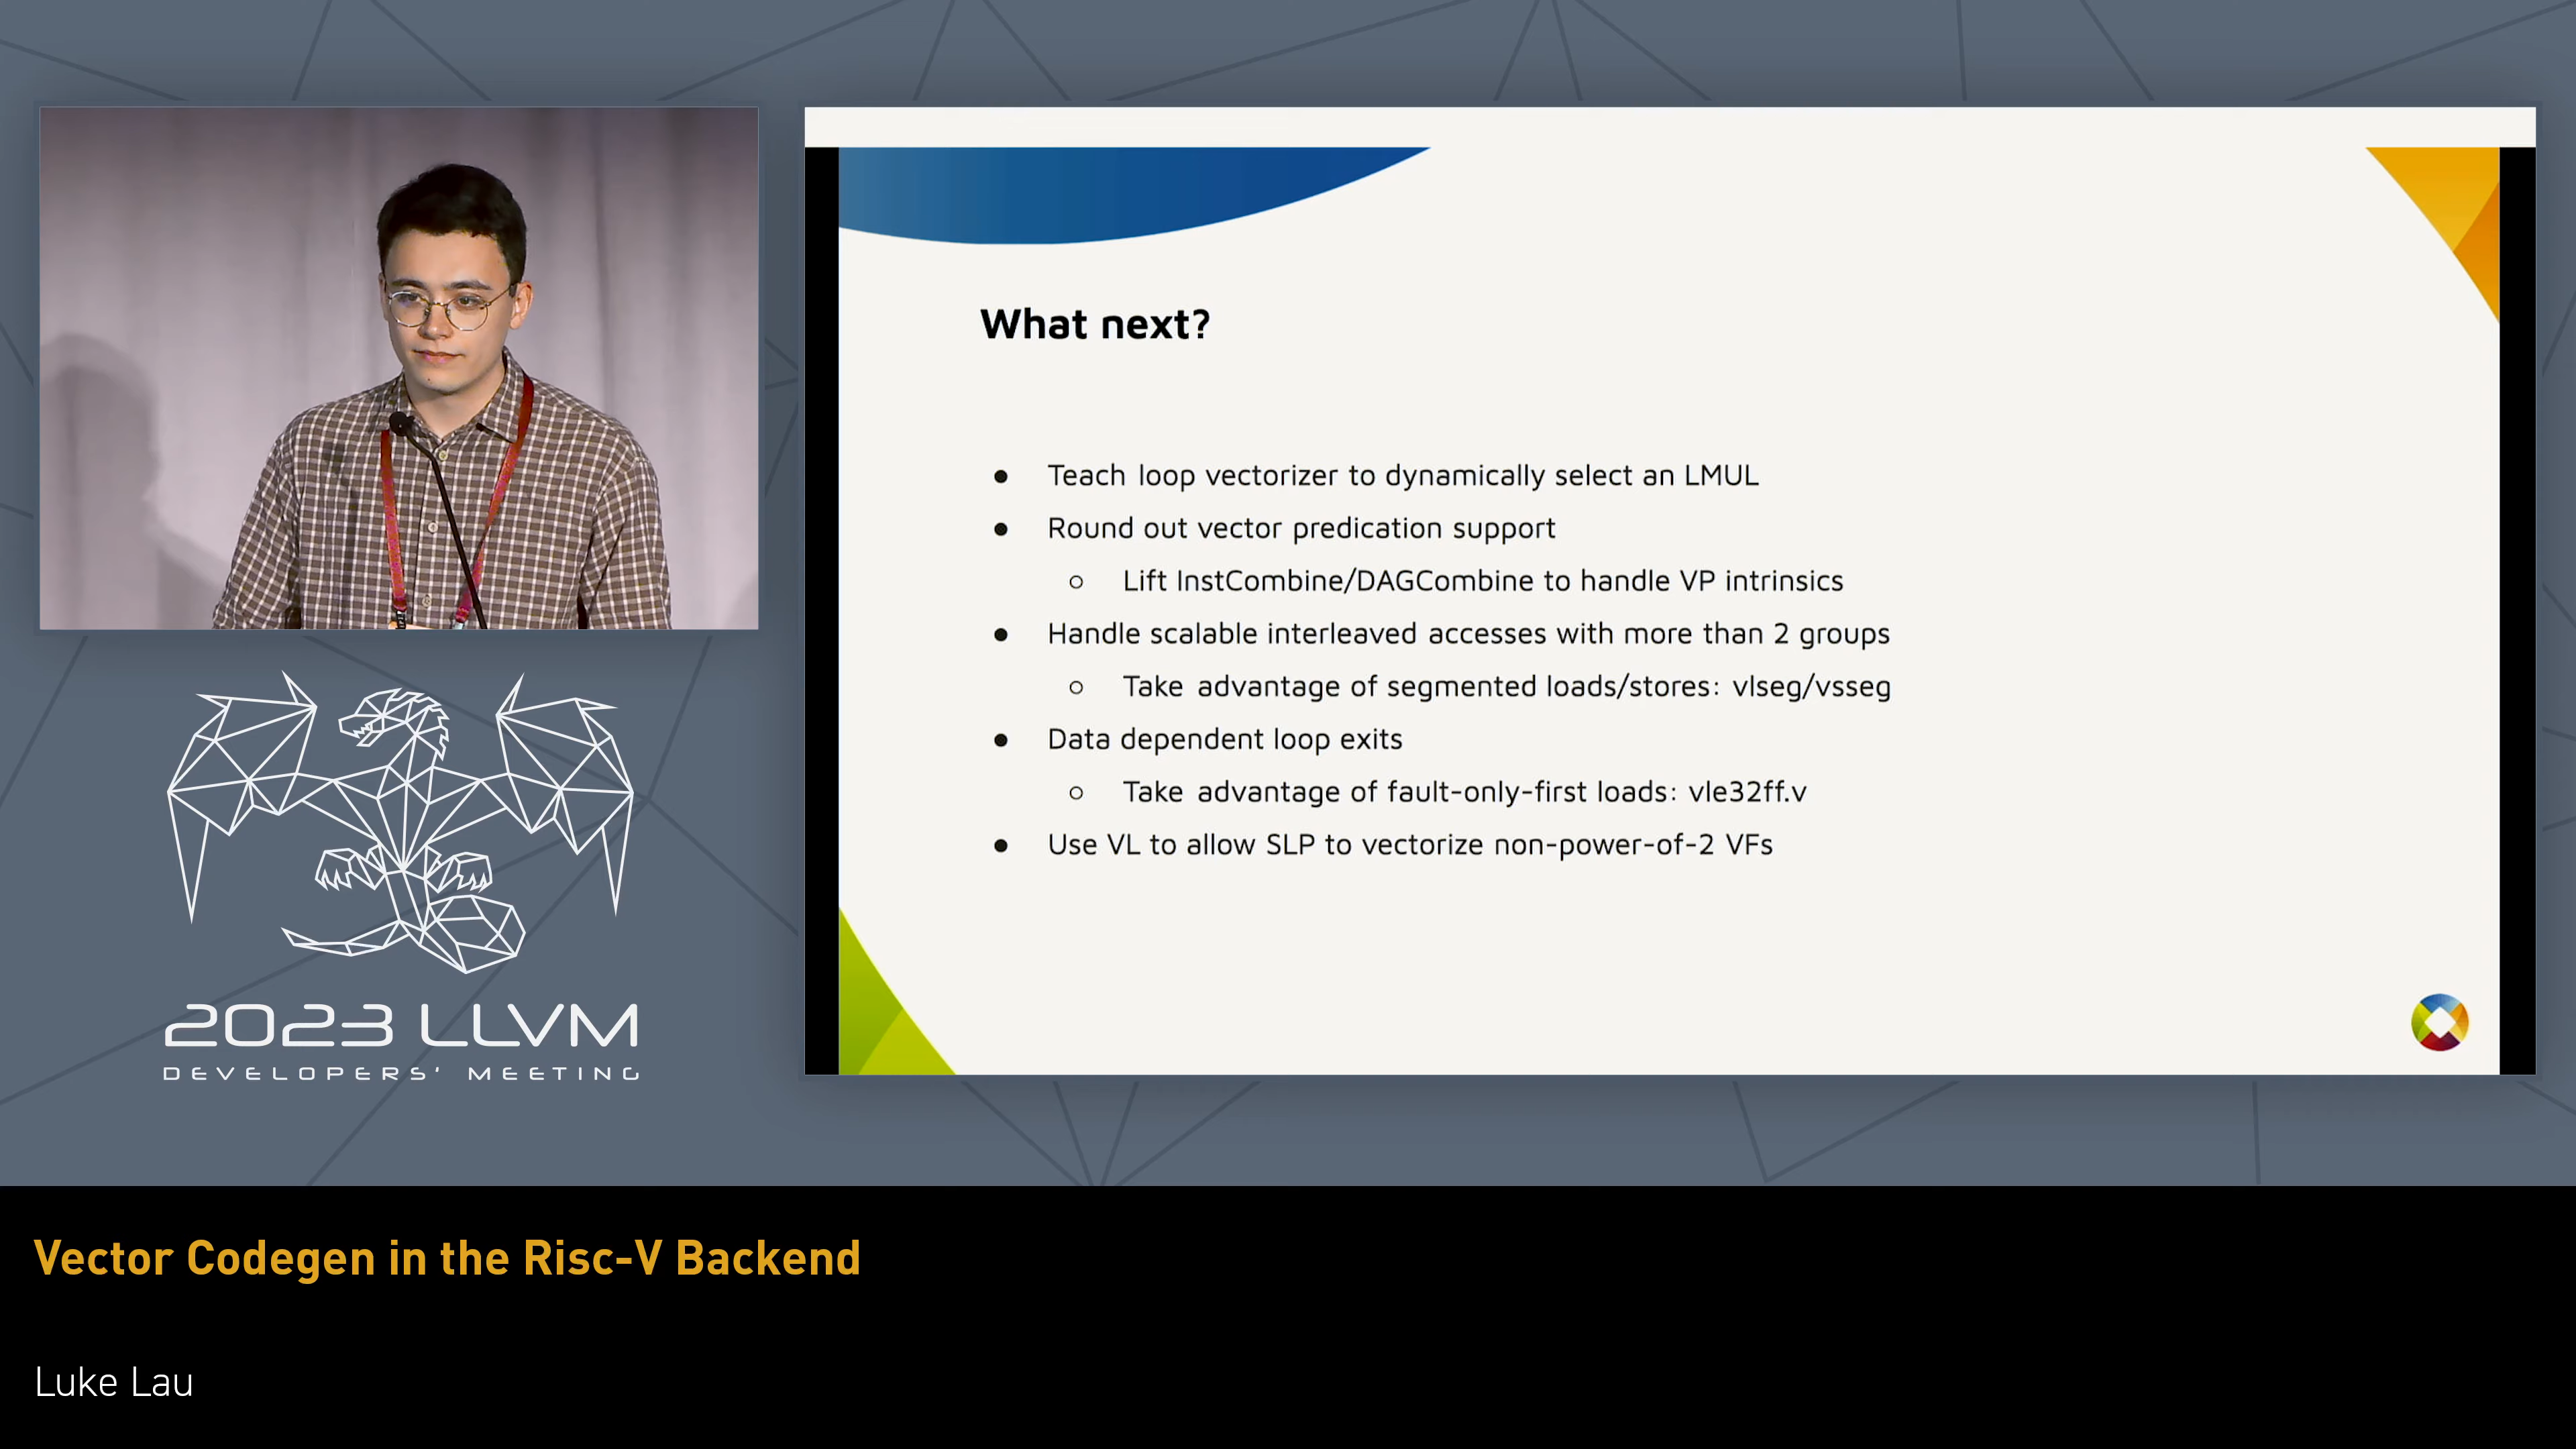 What next?
● Teach loop vectorizer to dynamically select an LMUL
● Round out vector predication support
○ Lift InstCombine/DAGCombine to handle VP intrinsics
● Handle scalable interleaved accesses with more than 2 groups
○ Take advantage of segmented loads/stores: vlseg/vsseg
● Data dependent loop exits
○ Take advantage of fault-only-first loads: vle32ff.v
● Use VL to allow SLP to vectorize non-power-of-2 VFs
2023 LLVM
DEVELOPERS' MEETING
Vector Codegen in the Risc-V Backend
Luke Lau